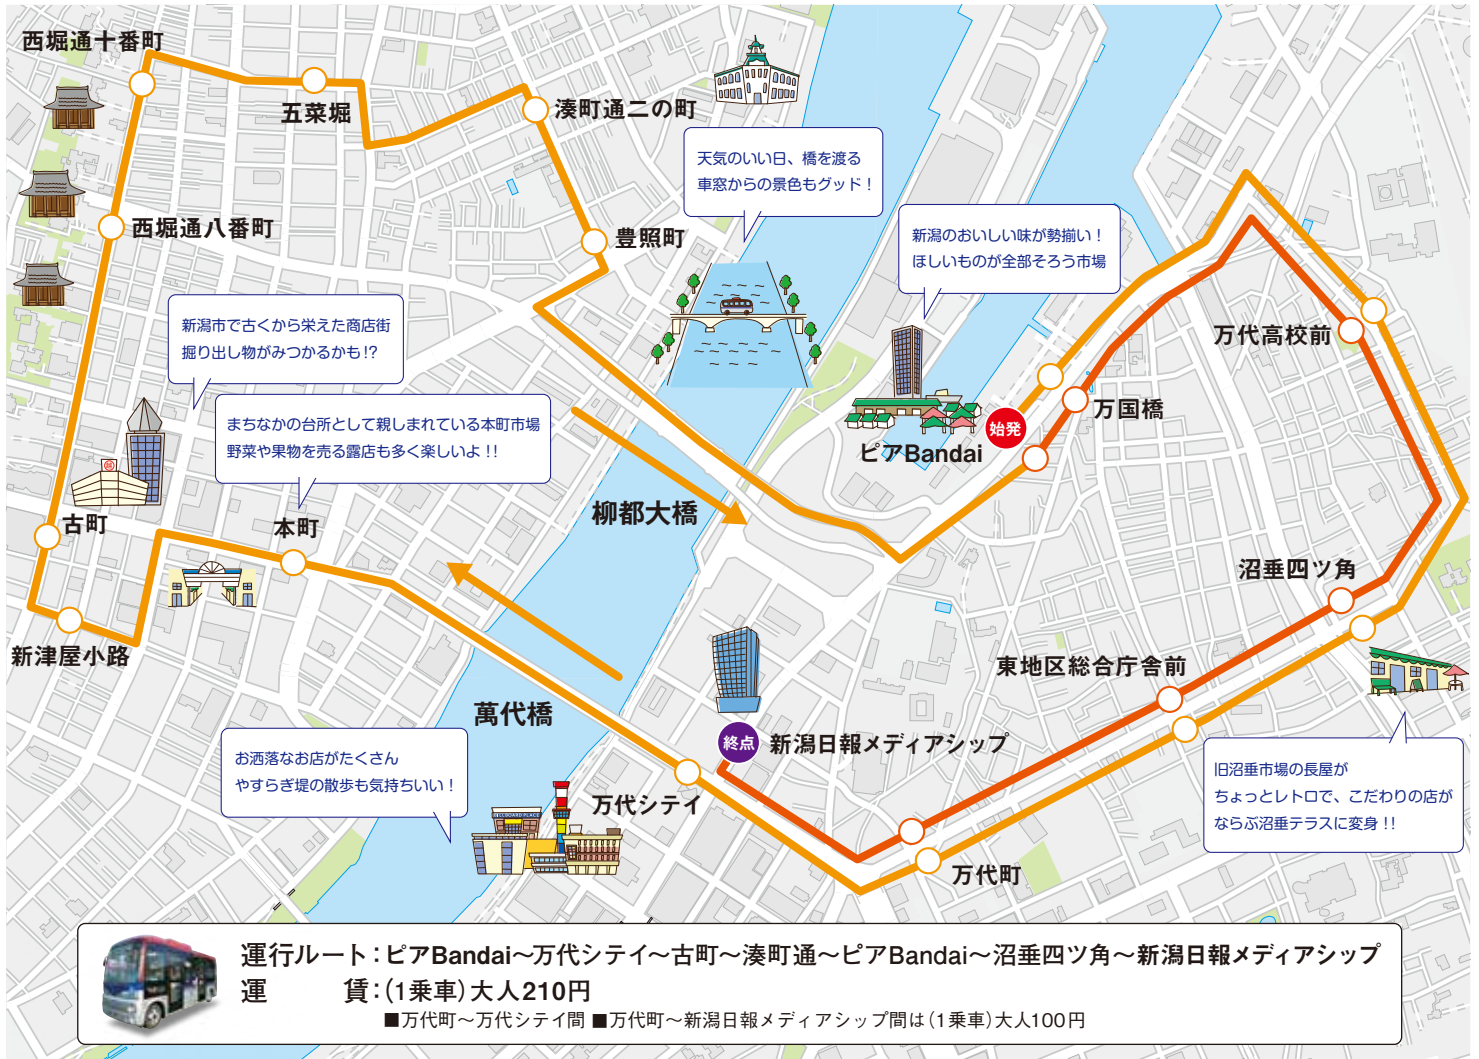 西堀通十番町
五菜堀
湊町通二の町
天気のいい日、橋を渡る
車窓からの景色もグッド！
西堀通八番町
豊照町
新潟のおいしい味が勢揃い！
ほしいものが全部そろう市場
新潟市で古くから栄えた商店街
掘り出し物がみつかるかも!?
万代高校前
まちなかの台所として親しまれている本町市場
野菜や果物を売る露店も多く楽しいよ!!
万国橋
始発
ピアBandai
古町
本町
柳都大橋
沼垂四ツ角
新津屋小路
東地区総合庁舎前
萬代橋
終点
新潟日報メディアシップ
お洒落なお店がたくさん
やすらぎ堤の散歩も気持ちいい！
万代シテイ
BILLBOARD PLACE
旧沼垂市場の長屋が
ちょっとレトロで、こだわりの店が
ならぶ沼垂テラスに変身!!
万代町
運行ルート：ピアBandai～万代シテイ～古町～湊町通～ピアBandai～沼垂四ツ角～新潟日報メディアシップ
運　　　賃：(1乗車)大人210円
■万代町～万代シテイ間 ■万代町～新潟日報メディアシップ間は(1乗車)大人100円